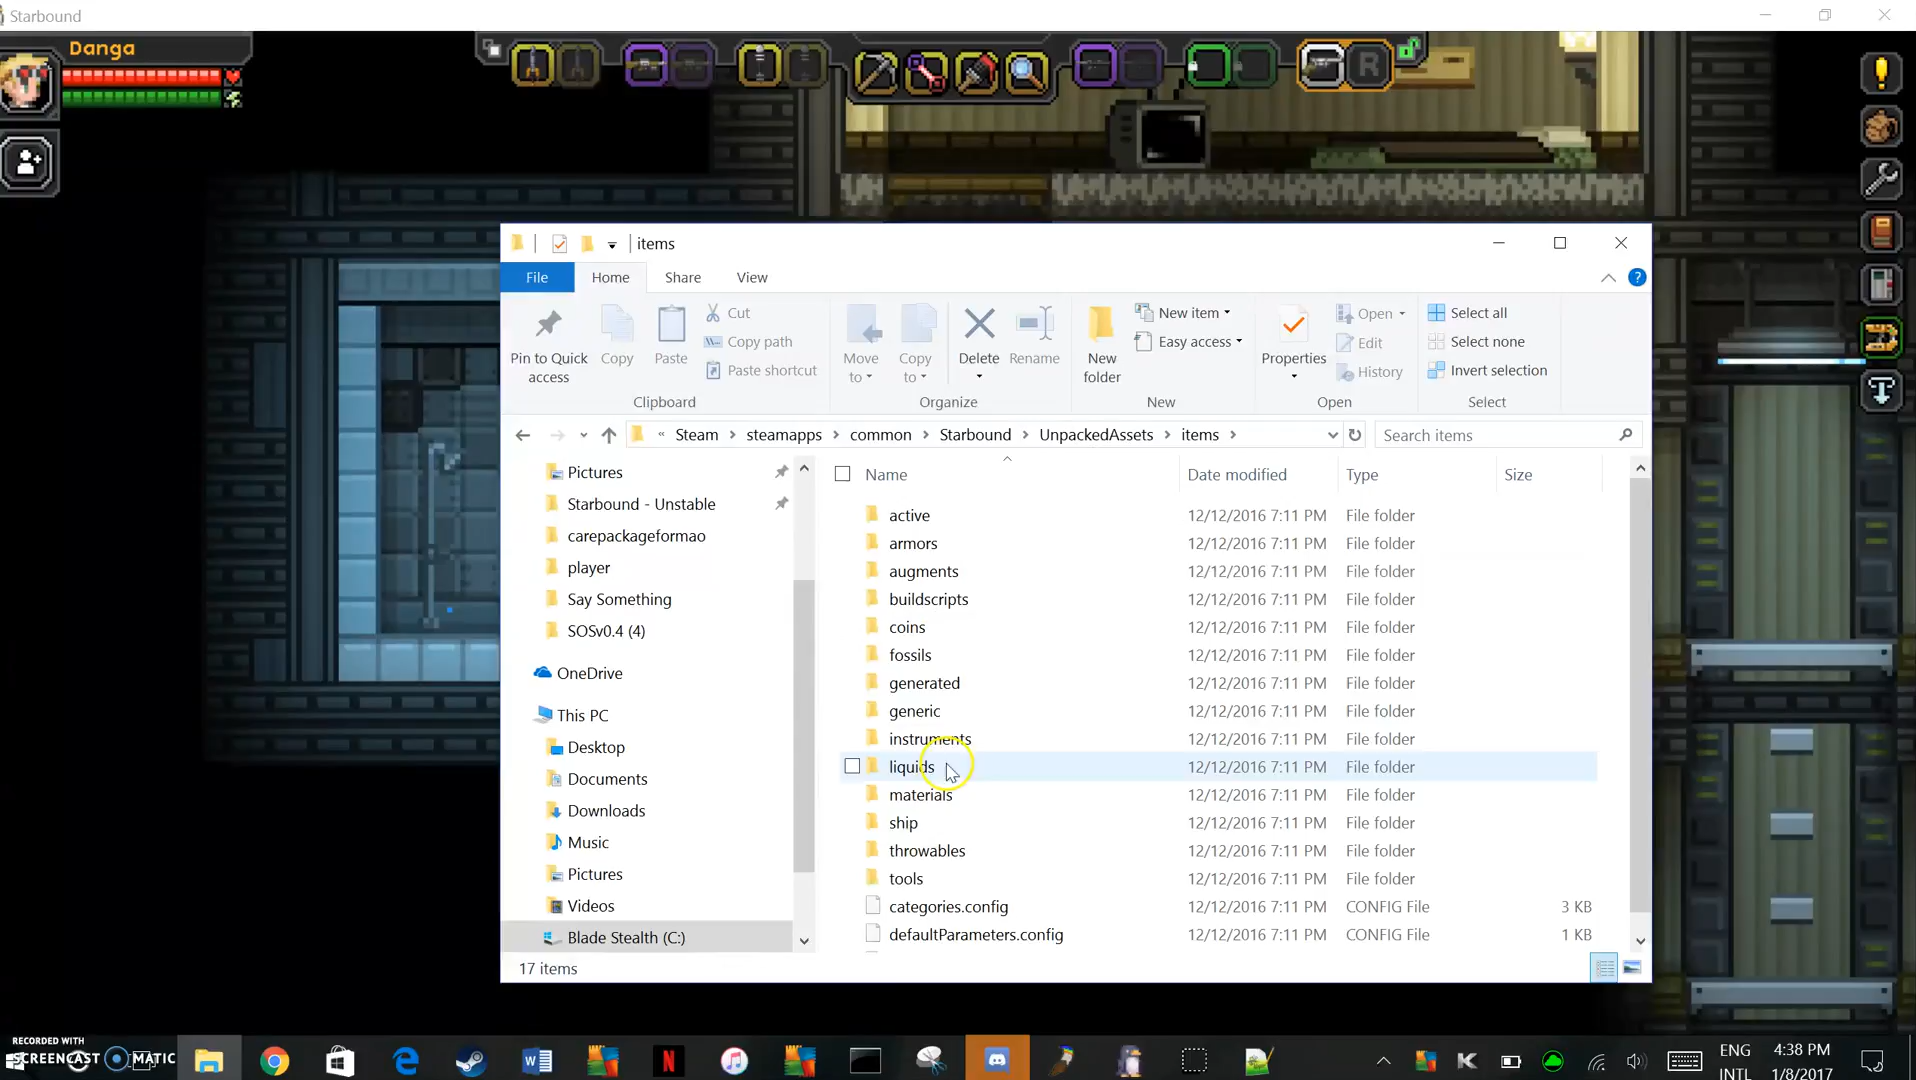 Starbound
Danga
R
items
File
Home
Share
View
Pin to Quick access
Copy
Paste
Cut
Copy path
Paste shortcut
Clipboard
Move to
Copy to
Delete
Rename
Organize
New folder
New item
Easy access
New
Properties
Open
Edit
History
Open
Select all
Select none
Invert selection
Select
« Steam > steamapps > common > Starbound > UnpackedAssets > items >
Search items
Pictures
Starbound - Unstable
carepackageformao
player
Say Something
SOSv0.4 (4)
OneDrive
This PC
Desktop
Documents
Downloads
Music
Pictures
Videos
Blade Stealth (C:)
Name Date modified Type Size
active 12/12/2016 7:11 PM File folder
armors 12/12/2016 7:11 PM File folder
augments 12/12/2016 7:11 PM File folder
buildscripts 12/12/2016 7:11 PM File folder
coins 12/12/2016 7:11 PM File folder
fossils 12/12/2016 7:11 PM File folder
generated 12/12/2016 7:11 PM File folder
generic 12/12/2016 7:11 PM File folder
instruments 12/12/2016 7:11 PM File folder
liquids 12/12/2016 7:11 PM File folder
materials 12/12/2016 7:11 PM File folder
ship 12/12/2016 7:11 PM File folder
throwables 12/12/2016 7:11 PM File folder
tools 12/12/2016 7:11 PM File folder
categories.config 12/12/2016 7:11 PM CONFIG File 3 KB
defaultParameters.config 12/12/2016 7:11 PM CONFIG File 1 KB
17 items
RECORDED WITH
SCREENCAST MATIC
ENG
INTL
4:38 PM
1/8/2017